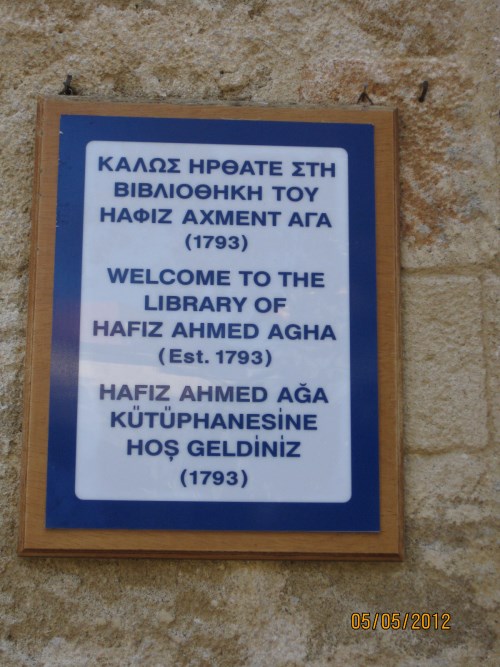 ΚΑΛΩΣ ΗΡΘΑΤΕ ΣΤΗ
ΒΙΒΛΙΟΘΗΚΗ ΤΟΥ
ΗΑΦΙΖ ΑΧΜΕΝΤ ΑΓΑ
(1793)
WELCOME TO THE
LIBRARY OF
HAFIZ AHMED AGHA
(Est. 1793)
HAFIZ AHMED AĞA
KÜTÜPHANESİNE
HOŞ GELDİNİZ
(1793)
05/05/2012